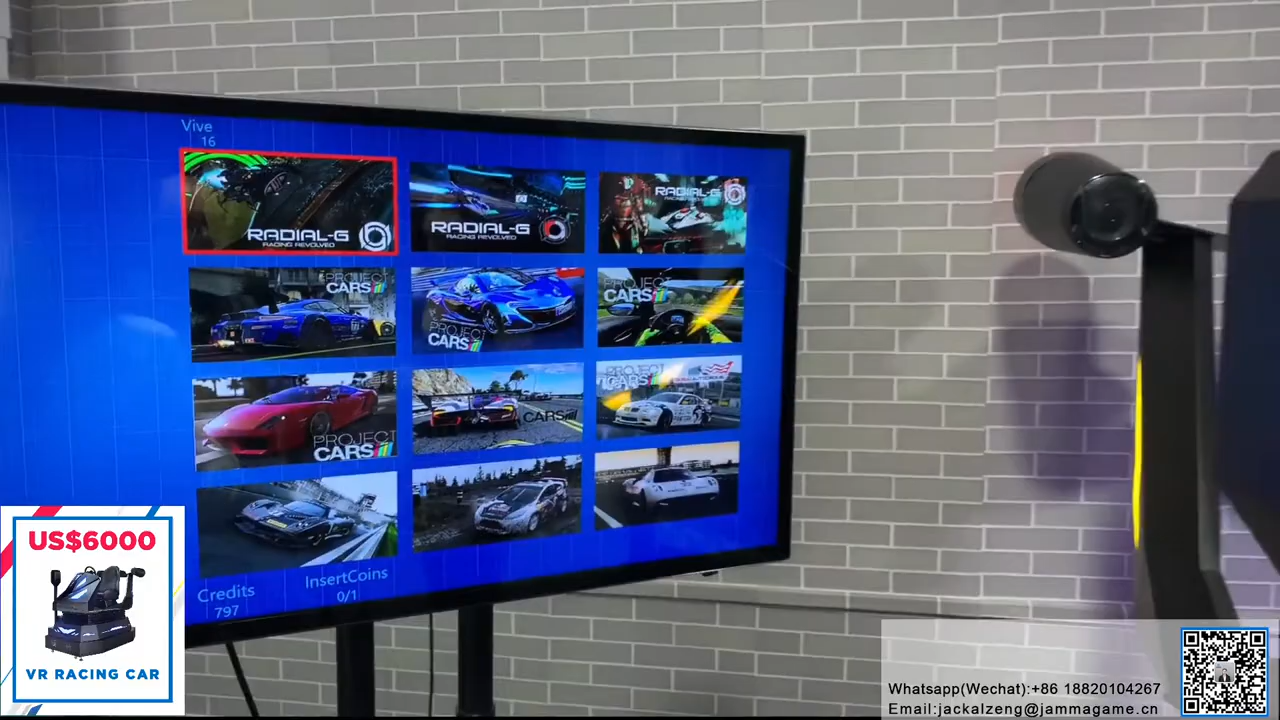 Vive
16
RADIAL-G
RACING REVOLVED
RADIAL-G
RACING REVOLVED
RADIAL-G
RACING REVOLVED
PROJECT
CARS
PROJECT
CARS
PROJECT
CARS
PROJECT
CARS
CARS
PROJECT
CARS
Credits
797
InsertCoins
0/1
US$6000
VR RACING CAR
Whatsapp(Wechat):+86 18820104267
Email:jackalzeng@jammagame.cn